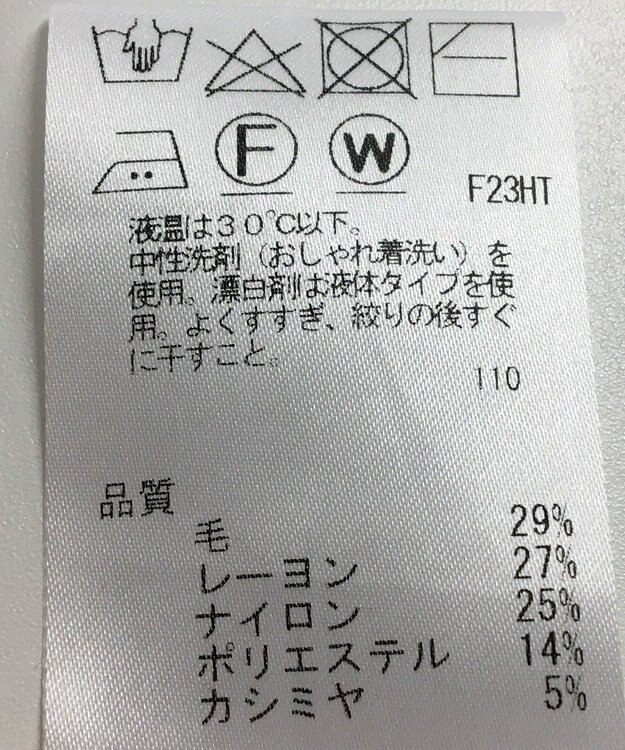 F W
F23HT
液温は30℃以下。
中性洗剤（おしゃれ着洗い）を
使用。漂白剤は液体タイプを使
用。よくすすぎ、絞りの後すぐ
に干すこと。
110
品質
毛 29%
レーヨン 27%
ナイロン 25%
ポリエステル 14%
カシミヤ 5%